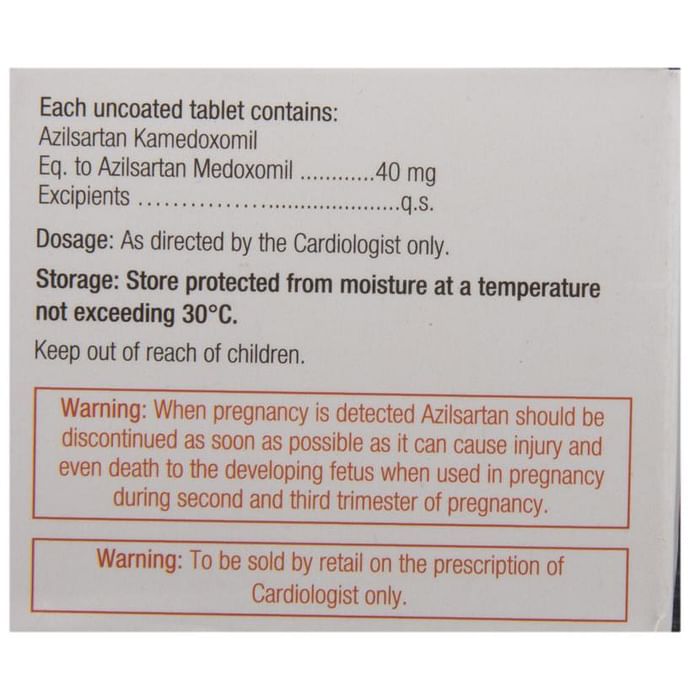 Each uncoated tablet contains:
Azilsartan Kamedoxomil
Eq. to Azilsartan Medoxomil ............40 mg
Excipients .....................................q.s.
Dosage: As directed by the Cardiologist only.
Storage: Store protected from moisture at a temperature
not exceeding 30°C.
Keep out of reach of children.
Warning: When pregnancy is detected Azilsartan should be
discontinued as soon as possible as it can cause injury and
even death to the developing fetus when used in pregnancy
during second and third trimester of pregnancy.
Warning: To be sold by retail on the prescription of
Cardiologist only.